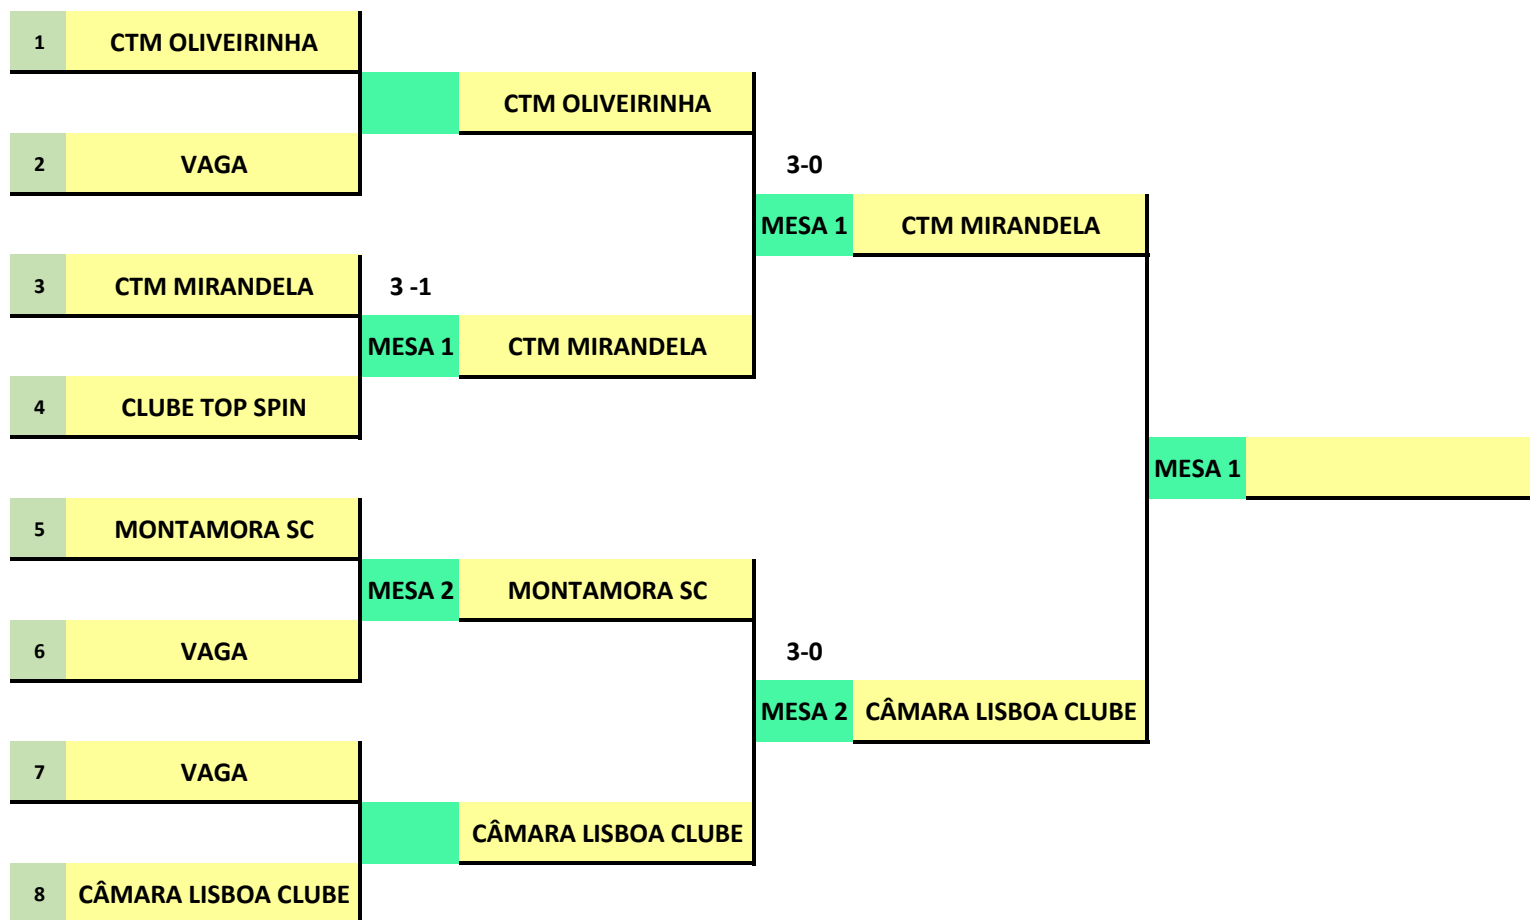 1 CTM OLIVEIRINHA
CTM OLIVEIRINHA
2 VAGA
3-0
MESA 1 CTM MIRANDELA
3 CTM MIRANDELA
3 -1
MESA 1 CTM MIRANDELA
4 CLUBE TOP SPIN
MESA 1
5 MONTAMORA SC
MESA 2 MONTAMORA SC
6 VAGA
3-0
MESA 2 CÂMARA LISBOA CLUBE
7 VAGA
CÂMARA LISBOA CLUBE
8 CÂMARA LISBOA CLUBE